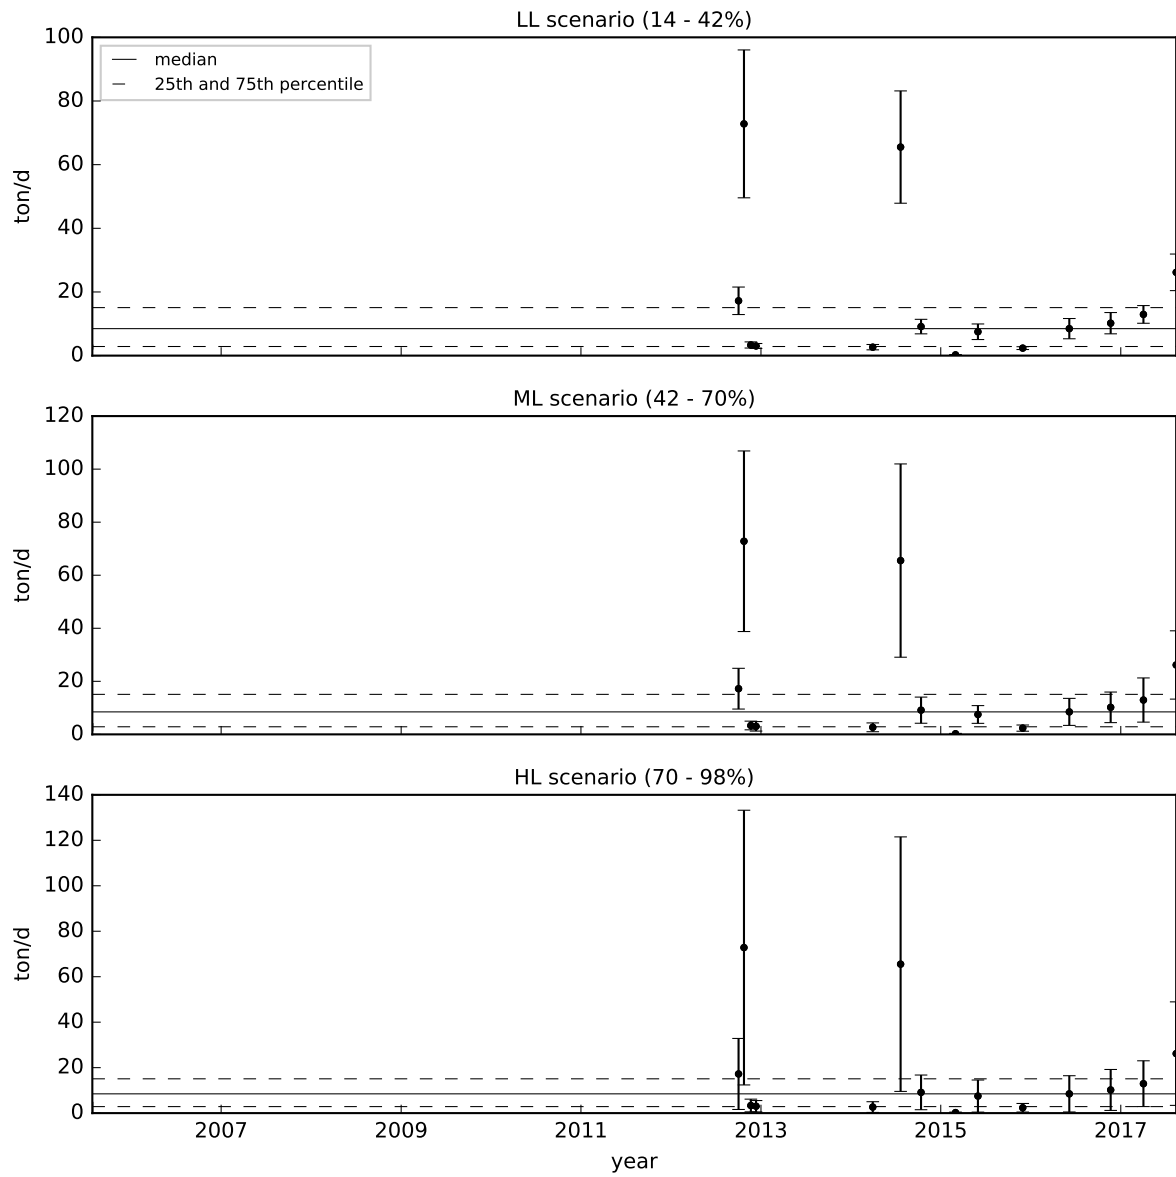 LL scenario (14 - 42%)
100
80
60
40
20
0
ton/d
median
25th and 75th percentile
ML scenario (42 - 70%)
120
100
80
60
40
20
0
ton/d
HL scenario (70 - 98%)
140
120
100
80
60
40
20
0
ton/d
2007 2009 2011 2013 2015 2017
year